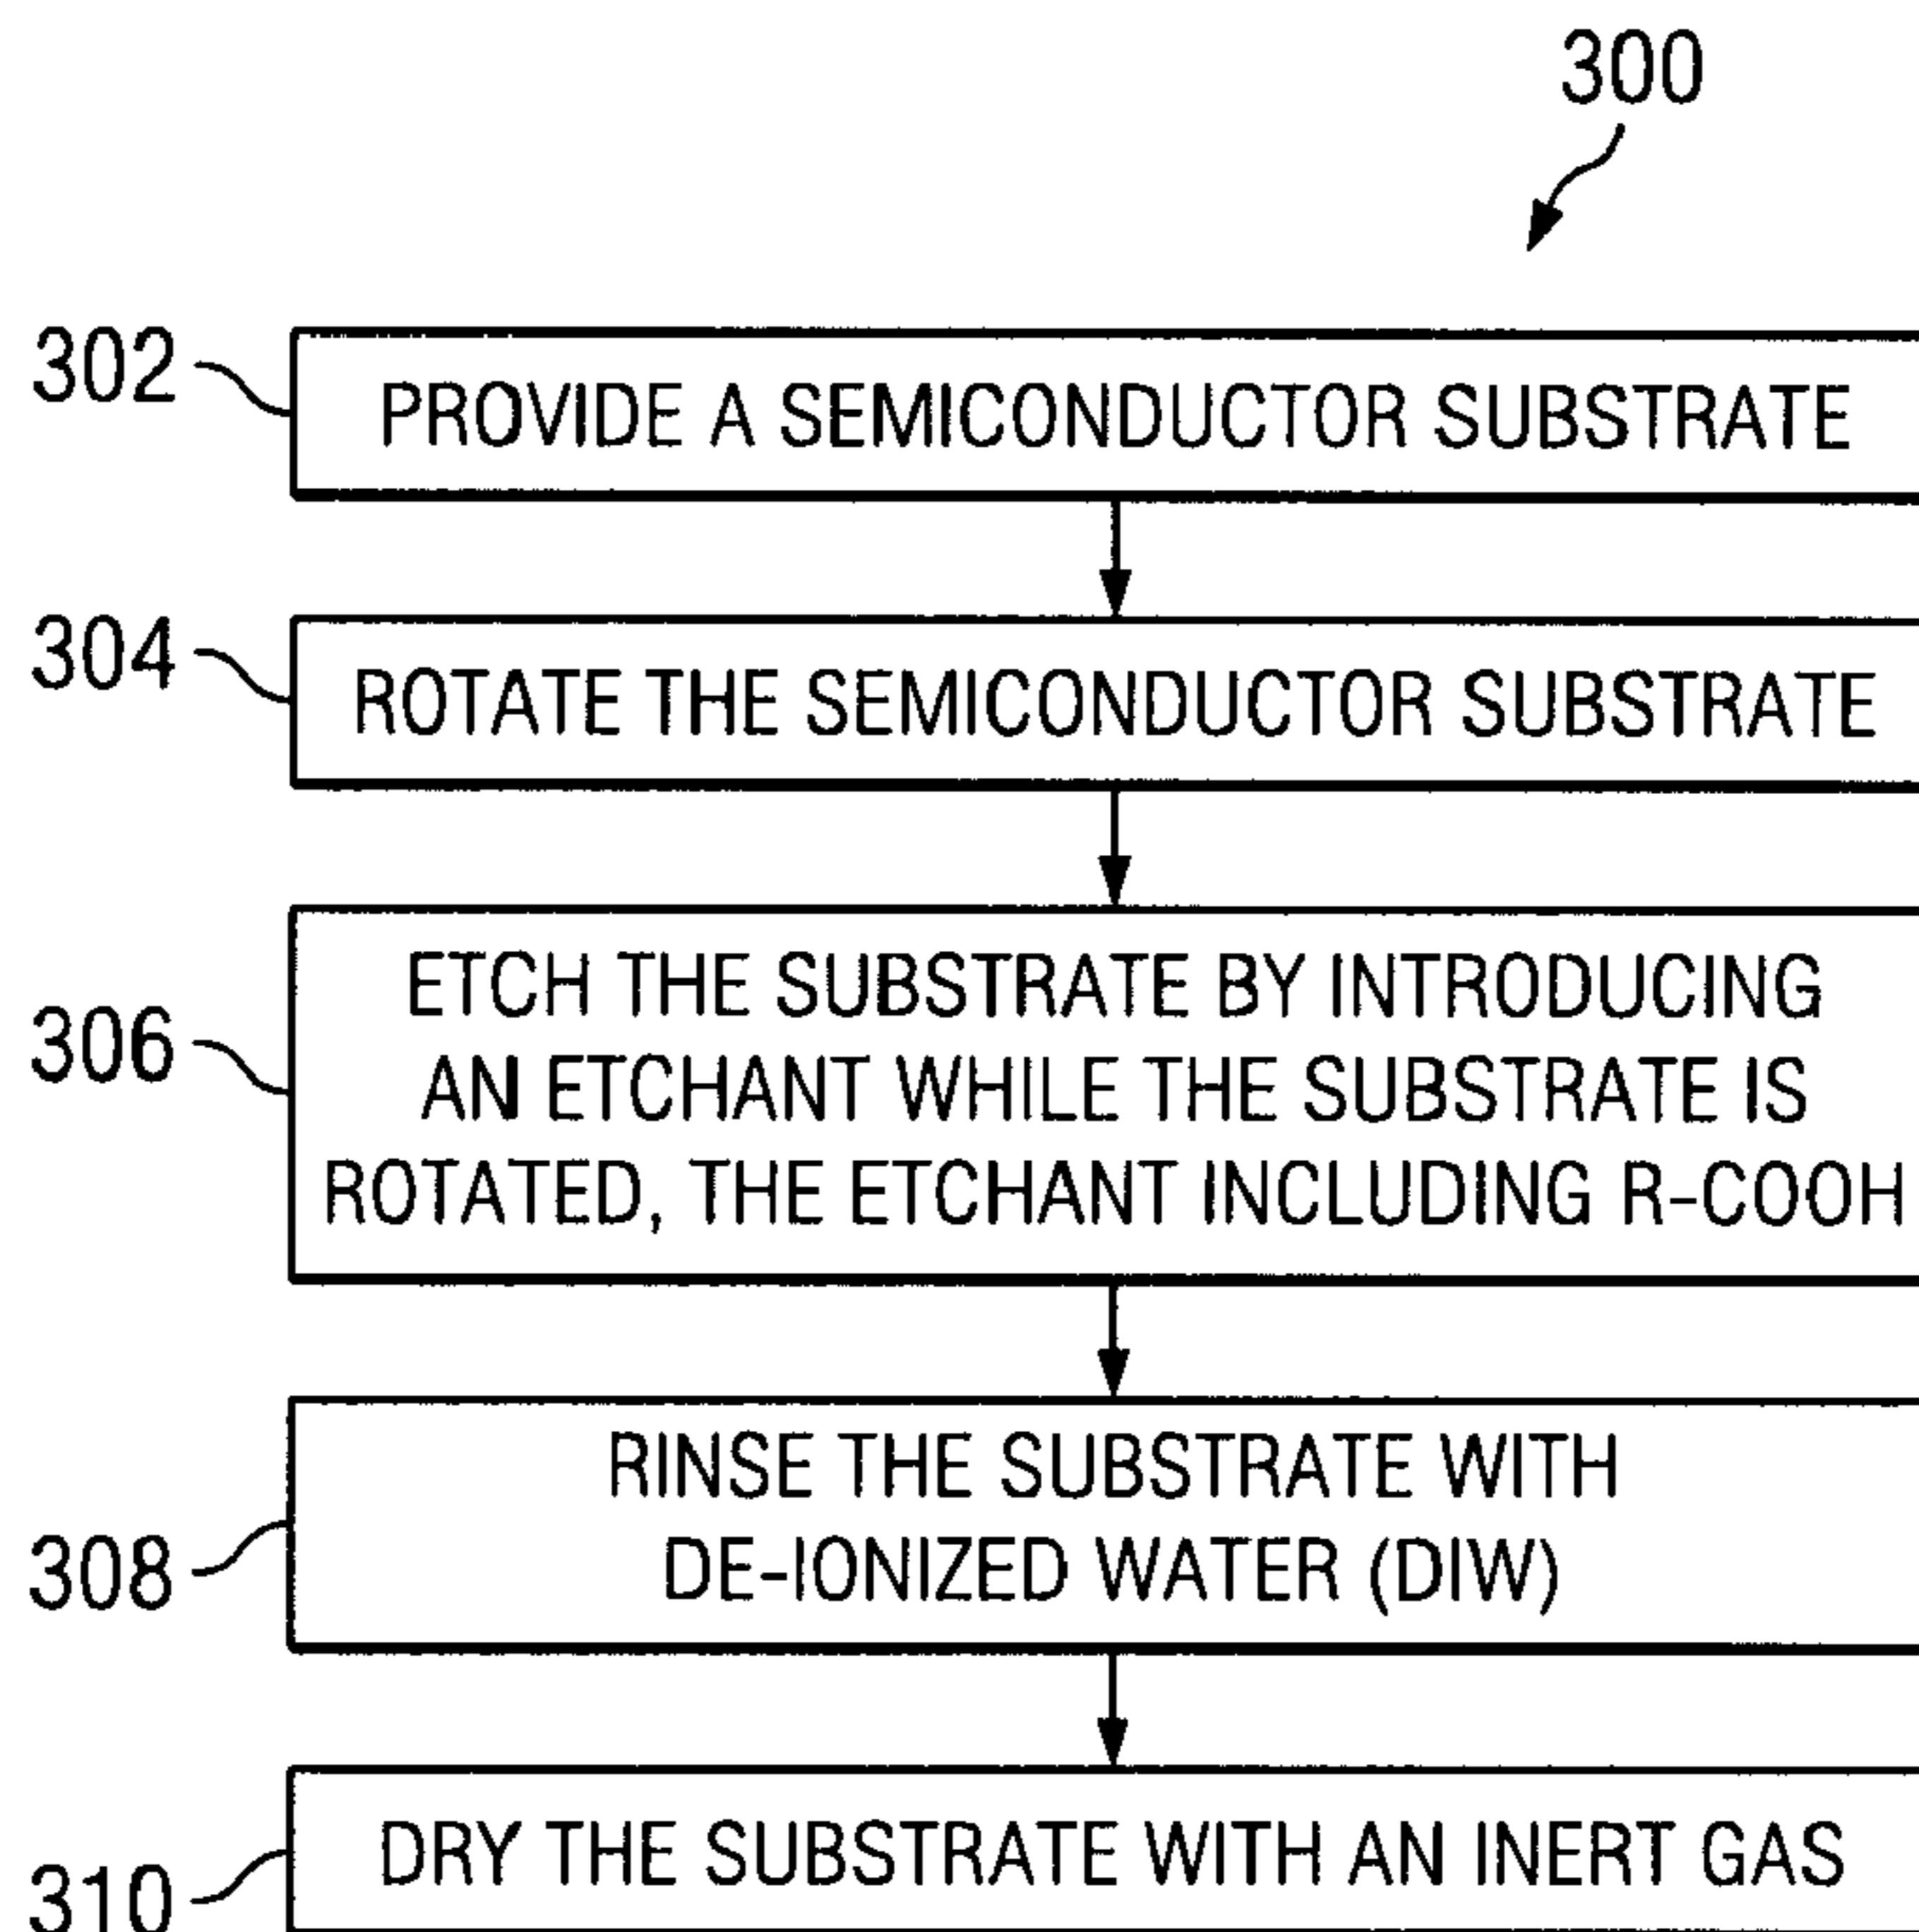 300
302
PROVIDE A SEMICONDUCTOR SUBSTRATE
304
ROTATE THE SEMICONDUCTOR SUBSTRATE
306
ETCH THE SUBSTRATE BY INTRODUCING
AN ETCHANT WHILE THE SUBSTRATE IS
ROTATED, THE ETCHANT INCLUDING R-COOH
308
RINSE THE SUBSTRATE WITH
DE-IONIZED WATER (DIW)
310
DRY THE SUBSTRATE WITH AN INERT GAS